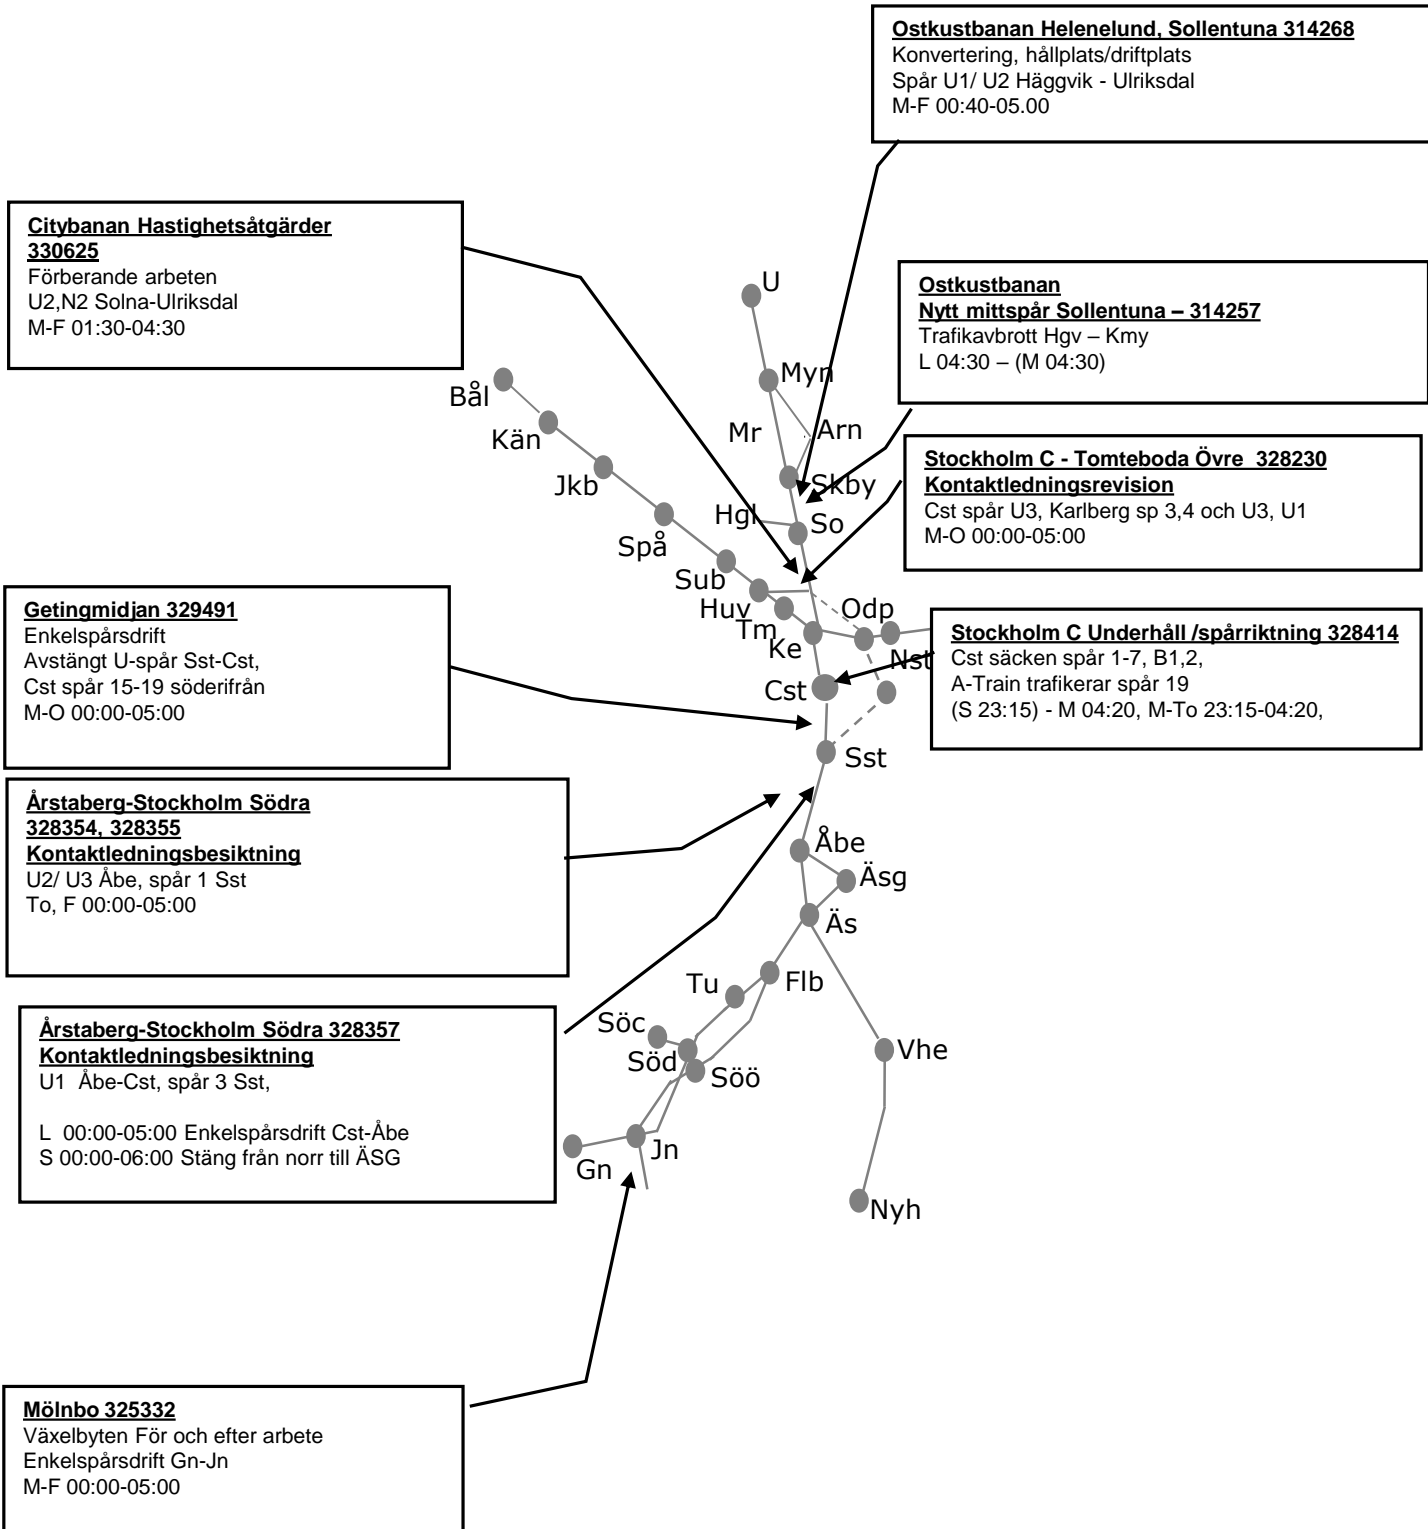 Ostkustbanan Helenelund, Sollentuna 314268
Konvertering, hållplats/driftplats
Spår U1/ U2 Häggvik - Ulriksdal
M-F 00:40-05.00
Citybanan Hastighetsåtgärder
330625
Förberande arbeten
U2,N2 Solna-Ulriksdal
M-F 01:30-04:30
Ostkustbanan
Nytt mittspår Sollentuna – 314257
Trafikavbrott Hgv – Kmy
L 04:30 – (M 04:30)
Stockholm C - Tomteboda Övre 328230
Kontaktledningsrevision
Cst spår U3, Karlberg sp 3,4 och U3, U1
M-O 00:00-05:00
Getingmidjan 329491
Enkelspårsdrift
Avstängt U-spår Sst-Cst,
Cst spår 15-19 söderifrån
M-O 00:00-05:00
Stockholm C Underhåll /spårriktning 328414
Cst säcken spår 1-7, B1,2,
A-Train trafikerar spår 19
(S 23:15) - M 04:20, M-To 23:15-04:20,
Årstaberg-Stockholm Södra
328354, 328355
Kontaktledningsbesiktning
U2/ U3 Åbe, spår 1 Sst
To, F 00:00-05:00
Årstaberg-Stockholm Södra 328357
Kontaktledningsbesiktning
U1 Åbe-Cst, spår 3 Sst,
L 00:00-05:00 Enkelspårsdrift Cst-Åbe
S 00:00-06:00 Stäng från norr till ÄSG
Mölnbo 325332
Växelbyten För och efter arbete
Enkelspårsdrift Gn-Jn
M-F 00:00-05:00
U
Myn
Bål
Kän
Mr
Arn
Jkb
Skby
Hgl
So
Spå
Sub
Huv
Odp
Tm
Ke
Nst
Cst
Sst
Åbe
Äsg
Äs
Flb
Tu
Söc
Söd
Söö
Vhe
Jn
Gn
Nyh